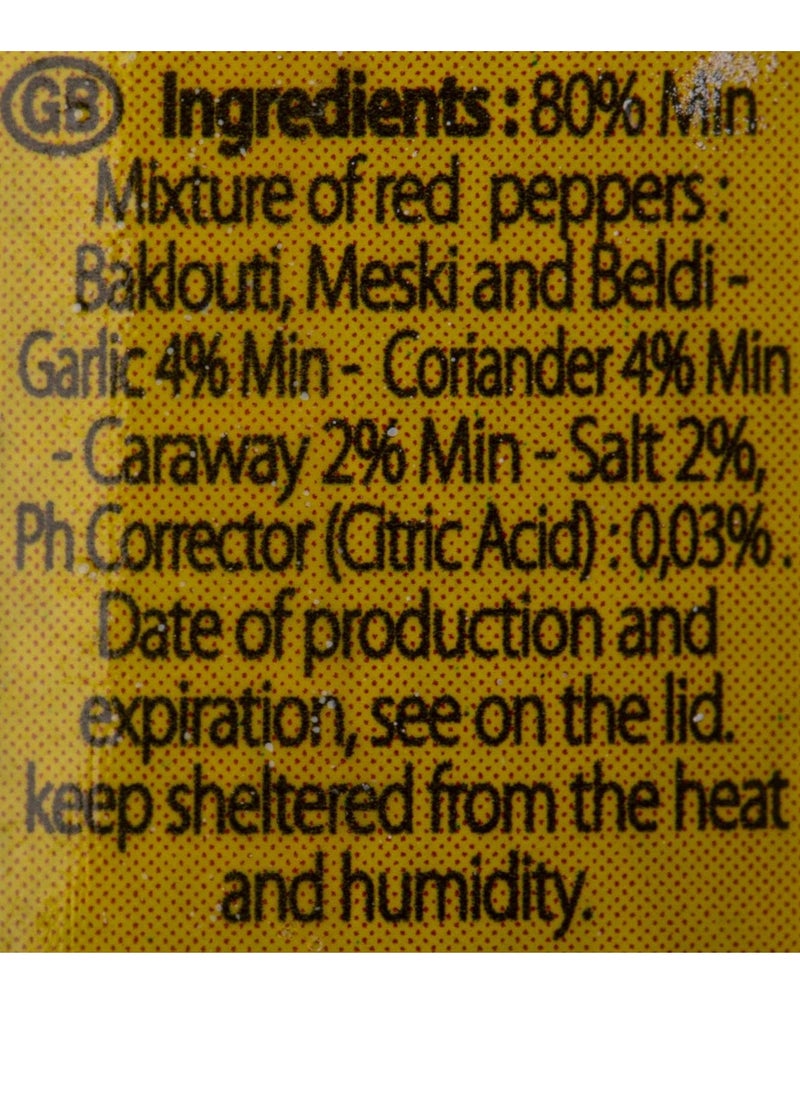 GB Ingredients : 80% Min
Mixture of red peppers :
Baklouti, Meski and Beldi -
Garlic 4% Min - Coriander 4% Min
- Caraway 2% Min - Salt 2%,
Ph Corrector (Citric Acid) : 0,03% .
Date of production and
expiration, see on the lid.
keep sheltered from the heat
and humidity.